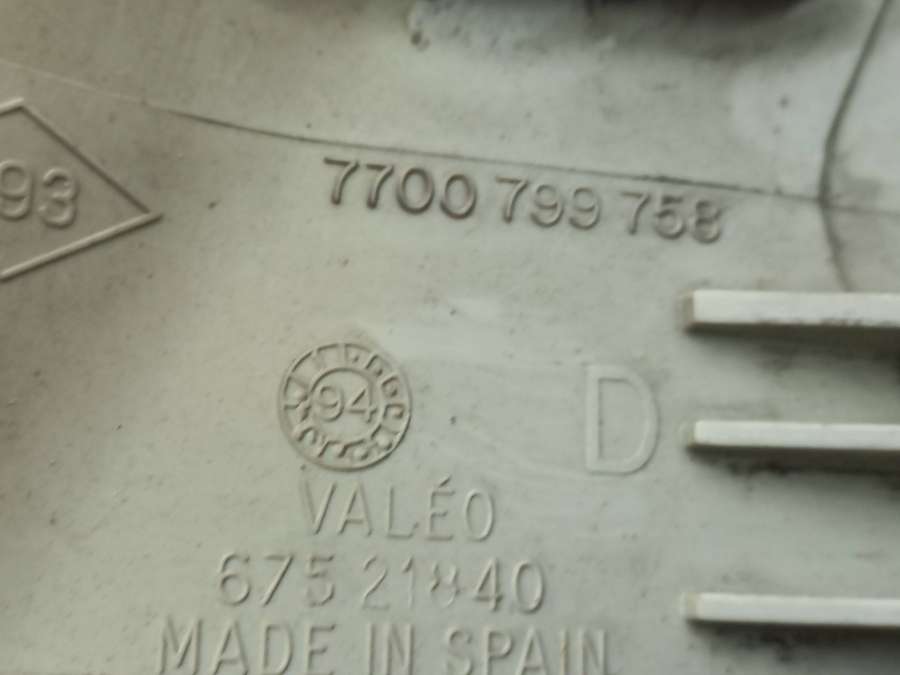 93
7700 799 758
94
D
VALÉO
675 21840
MADE IN SPAIN